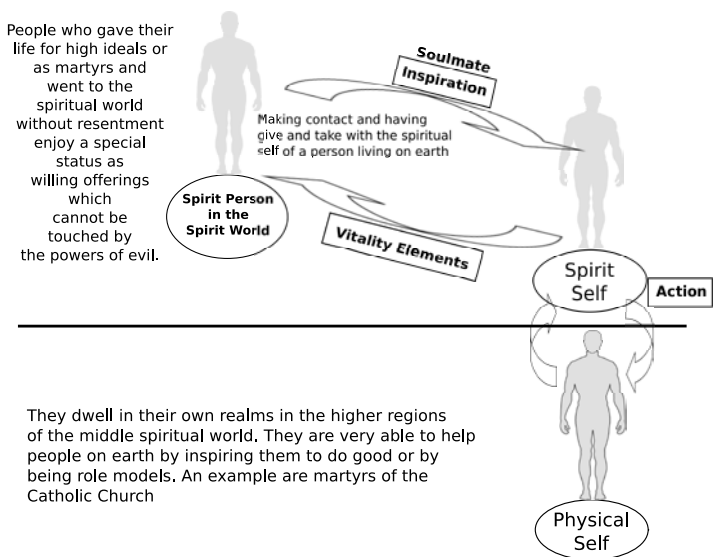 People who gave their
life for high ideals or
as martyrs and
went to the
spiritual world
without resentment
enjoy a special
status as
willing offerings
which
cannot be
touched by
the powers of evil.
Soulmate
Inspiration
Making contact and having
give and take with the spiritual
self of a person living on earth
Spirit Person
in the
Spirit World
Vitality Elements
Spirit
Self
Action
They dwell in their own realms in the higher regions
of the middle spiritual world. They are very able to help
people on earth by inspiring them to do good or by
being role models. An example are martyrs of the
Catholic Church
Physical
Self